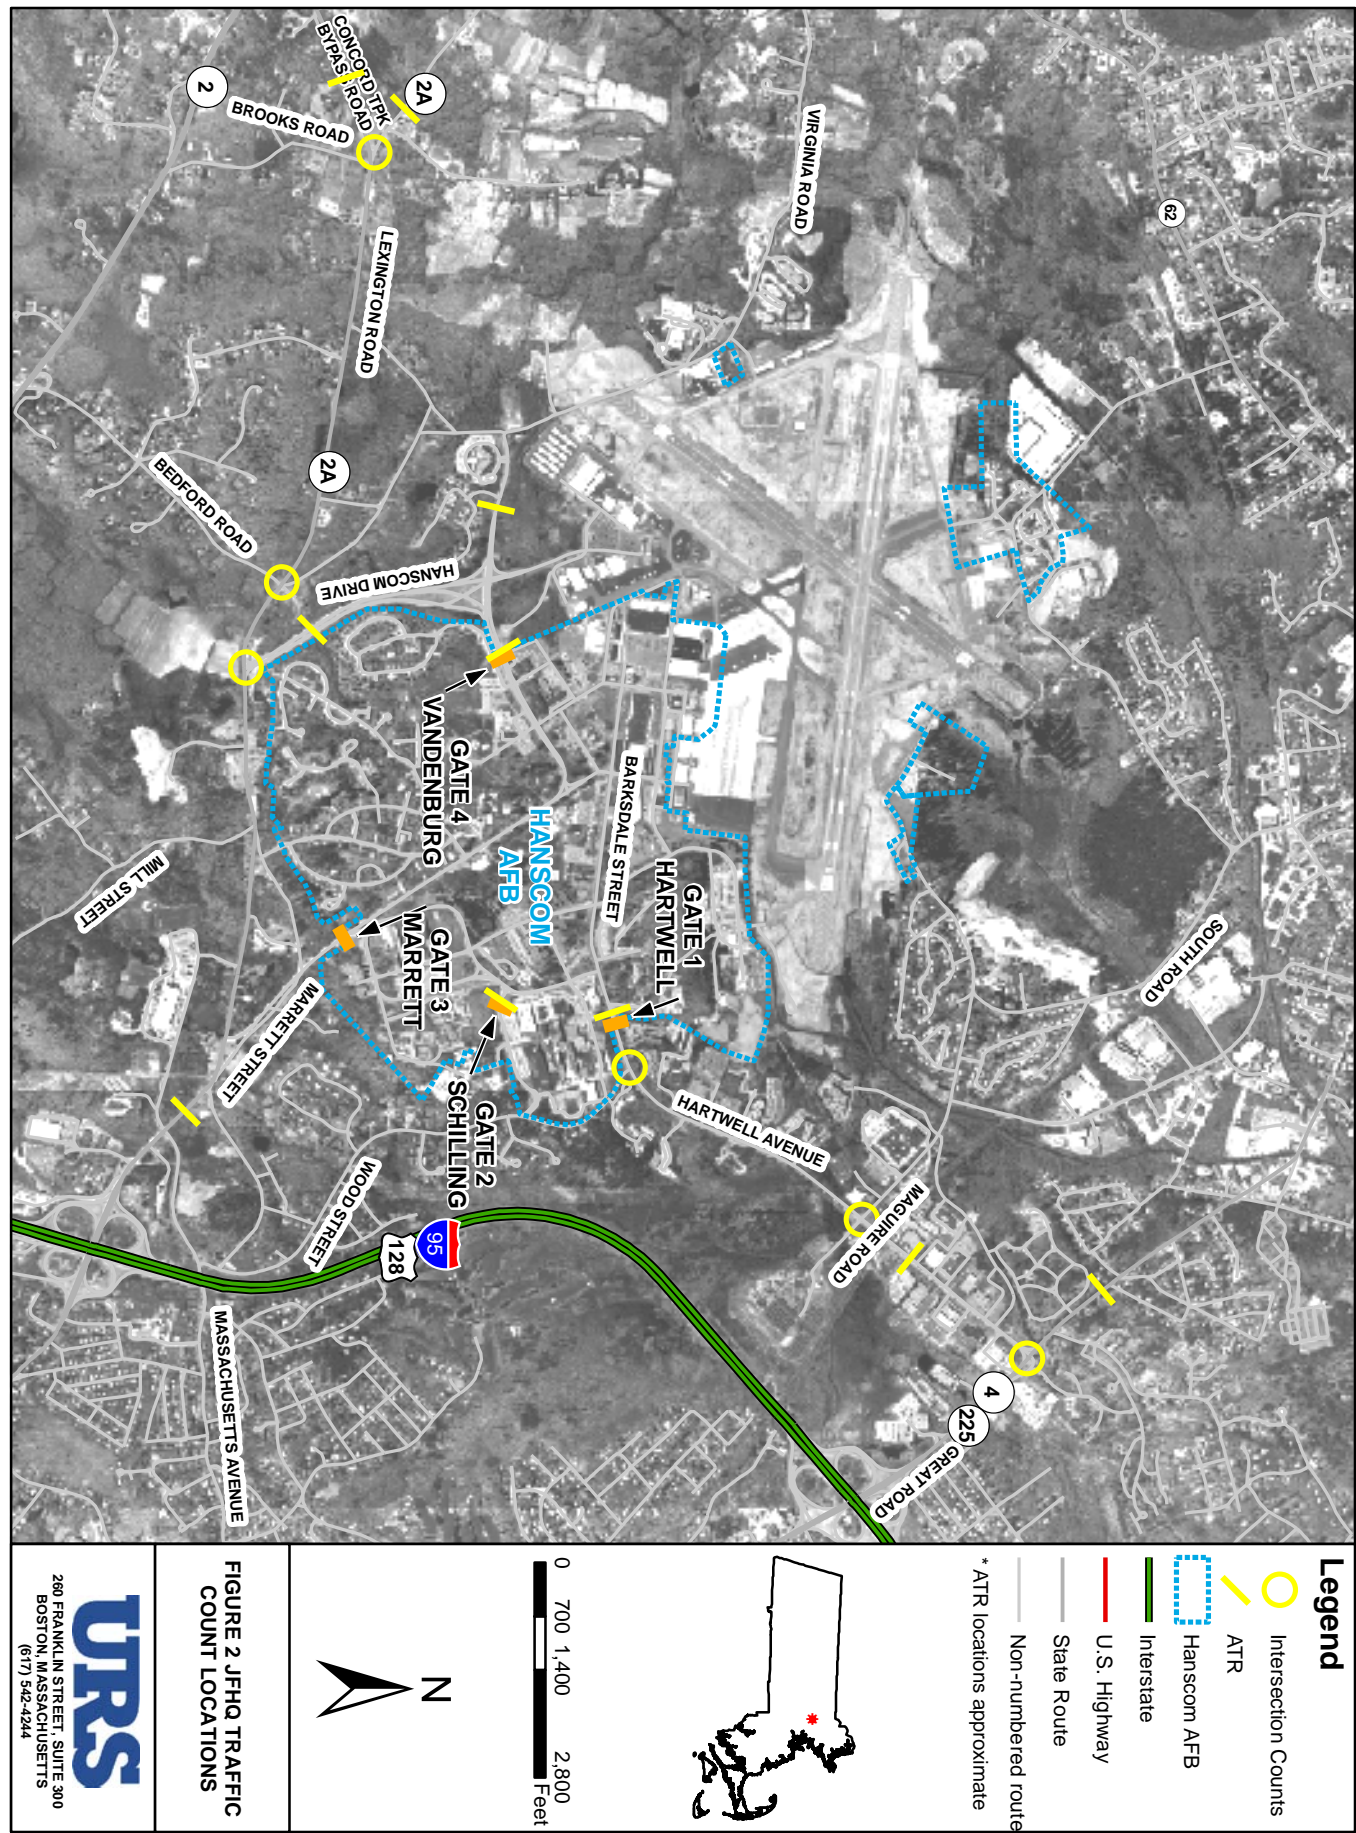 CONCORD TPK
BYPASS ROAD
2A
2
BROOKS ROAD
LEXINGTON ROAD
VIRGINIA ROAD
62
2A
BEDFORD ROAD
HANSCOM DRIVE
GATE 4
VANDENBURG
HANSCOM
AFB
BARKSDALE STREET
GATE 1
HARTWELL
GATE 3
MARRETT
GATE 2
SCHILLING
MILL STREET
MARRETT STREET
SOUTH ROAD
HARTWELL AVENUE
MAGUIRE ROAD
WOOD STREET
95
128
MASSACHUSETTS AVENUE
4
225
GREAT ROAD
Legend
Intersection Counts
ATR
Hanscom AFB
Interstate
U.S. Highway
State Route
Non-numbered route
* ATR locations approximate
0 700 1,400 2,800
Feet
N
FIGURE 2 JFHQ TRAFFIC
COUNT LOCATIONS
URS
260 FRANKLIN STREET, SUITE 300
BOSTON, MASSACHUSETTS
(617) 542-4244